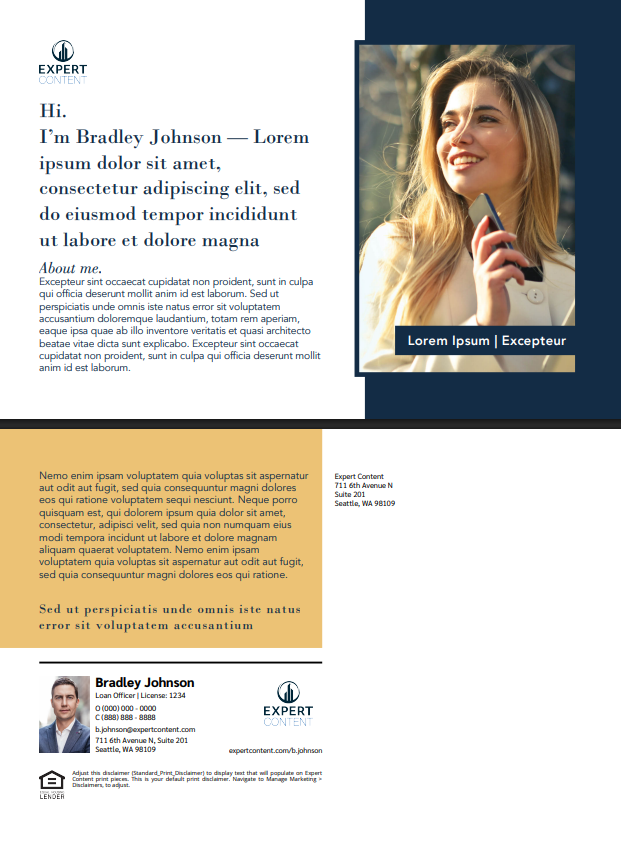 EXPERT
CONTENT
Hi.
I'm Bradley Johnson — Lorem
ipsum dolor sit amet,
consectetur adipiscing elit, sed
do eiusmod tempor incididunt
ut labore et dolore magna
About me.
Excepteur sint occaecat cupidatat non proident, sunt in culpa
qui officia deserunt mollit anim id est laborum. Sed ut
perspiciatis unde omnis iste natus error sit voluptatem
accusantium doloremque laudantium, totam rem aperiam,
eaque ipsa quae ab illo inventore veritatis et quasi architecto
beatae vitae dicta sunt explicabo. Excepteur sint occaecat
cupidatat non proident, sunt in culpa qui officia deserunt mollit
anim id est laborum.
Lorem Ipsum | Excepteur
Nemo enim ipsam voluptatem quia voluptas sit aspernatur
aut odit aut fugit, sed quia consequuntur magni dolores
eos qui ratione voluptatem sequi nesciunt. Neque porro
quisquam est, qui dolorem ipsum quia dolor sit amet,
consectetur, adipisci velit, sed quia non numquam eius
modi tempora incidunt ut labore et dolore magnam
aliquam quaerat voluptatem. Nemo enim ipsam
voluptatem quia voluptas sit aspernatur aut odit aut fugit,
sed quia consequuntur magni dolores eos qui ratione.
Sed ut perspiciatis unde omnis iste natus
error sit voluptatem accusantium
Expert Content
711 6th Avenue N
Suite 201
Seattle, WA 98109
Bradley Johnson
Loan Officer | License: 1234
O (000) 000 - 0000
C (888) 888 - 8888
b.johnson@expertcontent.com
711 6th Avenue N, Suite 201
Seattle, WA 98109
EXPERT
CONTENT
expertcontent.com/b.johnson
LENDER
Adjust this disclaimer (Standard_Print_Disclaimer) to display text that will populate on Expert
Content print pieces. This is your default print disclaimer. Navigate to Manage Marketing >
Disclaimers, to adjust.